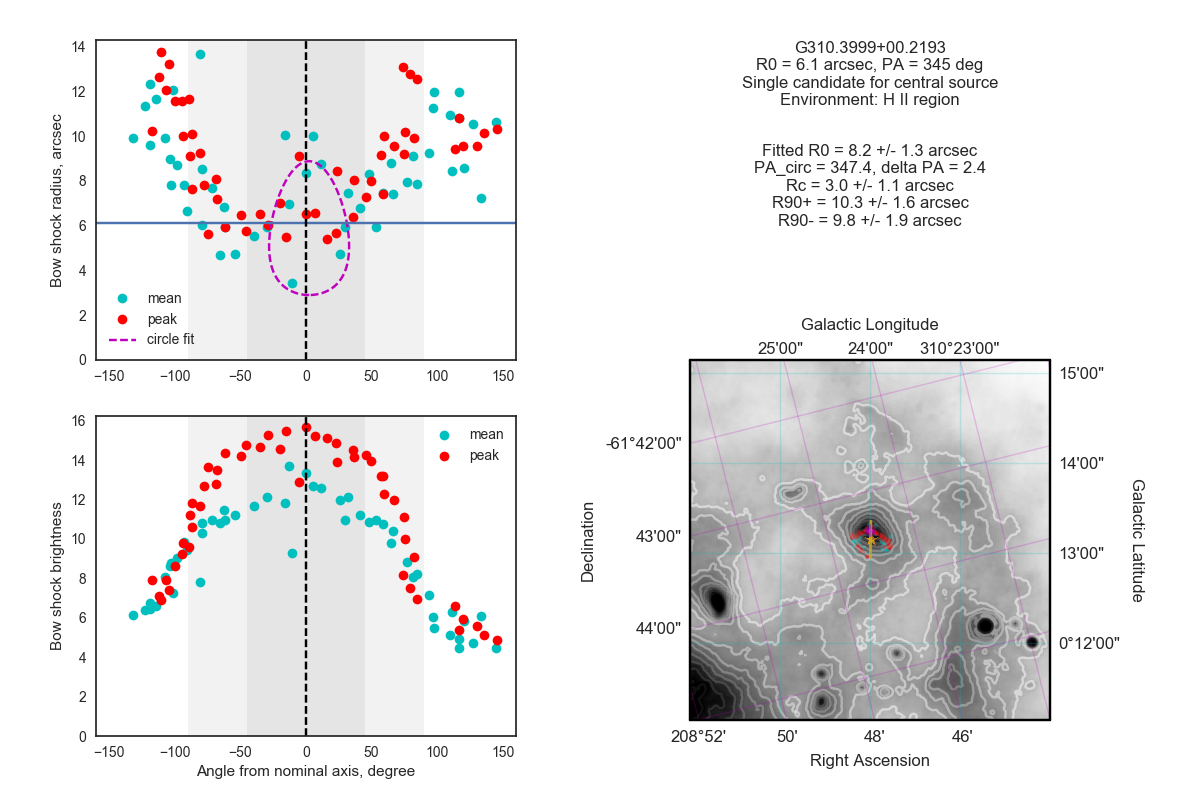 14
12
10
8
6
4
2
0
Bow shock radius, arcsec
mean
peak
circle fit
−150
−100
−50
0
50
100
150
16
14
12
10
8
6
4
2
0
Bow shock brightness
mean
peak
−150
−100
−50
0
50
100
150
Angle from nominal axis, degree
G310.3999+00.2193
R0 = 6.1 arcsec, PA = 345 deg
Single candidate for central source
Environment: H II region
Fitted R0 = 8.2 +/- 1.3 arcsec
PA_circ = 347.4, delta PA = 2.4
Rc = 3.0 +/- 1.1 arcsec
R90+ = 10.3 +/- 1.6 arcsec
R90- = 9.8 +/- 1.9 arcsec
Galactic Longitude
25'00"
24'00"
310°23'00"
-61°42'00"
43'00"
44'00"
Declination
15'00"
14'00"
13'00"
0°12'00"
Galactic Latitude
208°52'
50'
48'
46'
Right Ascension